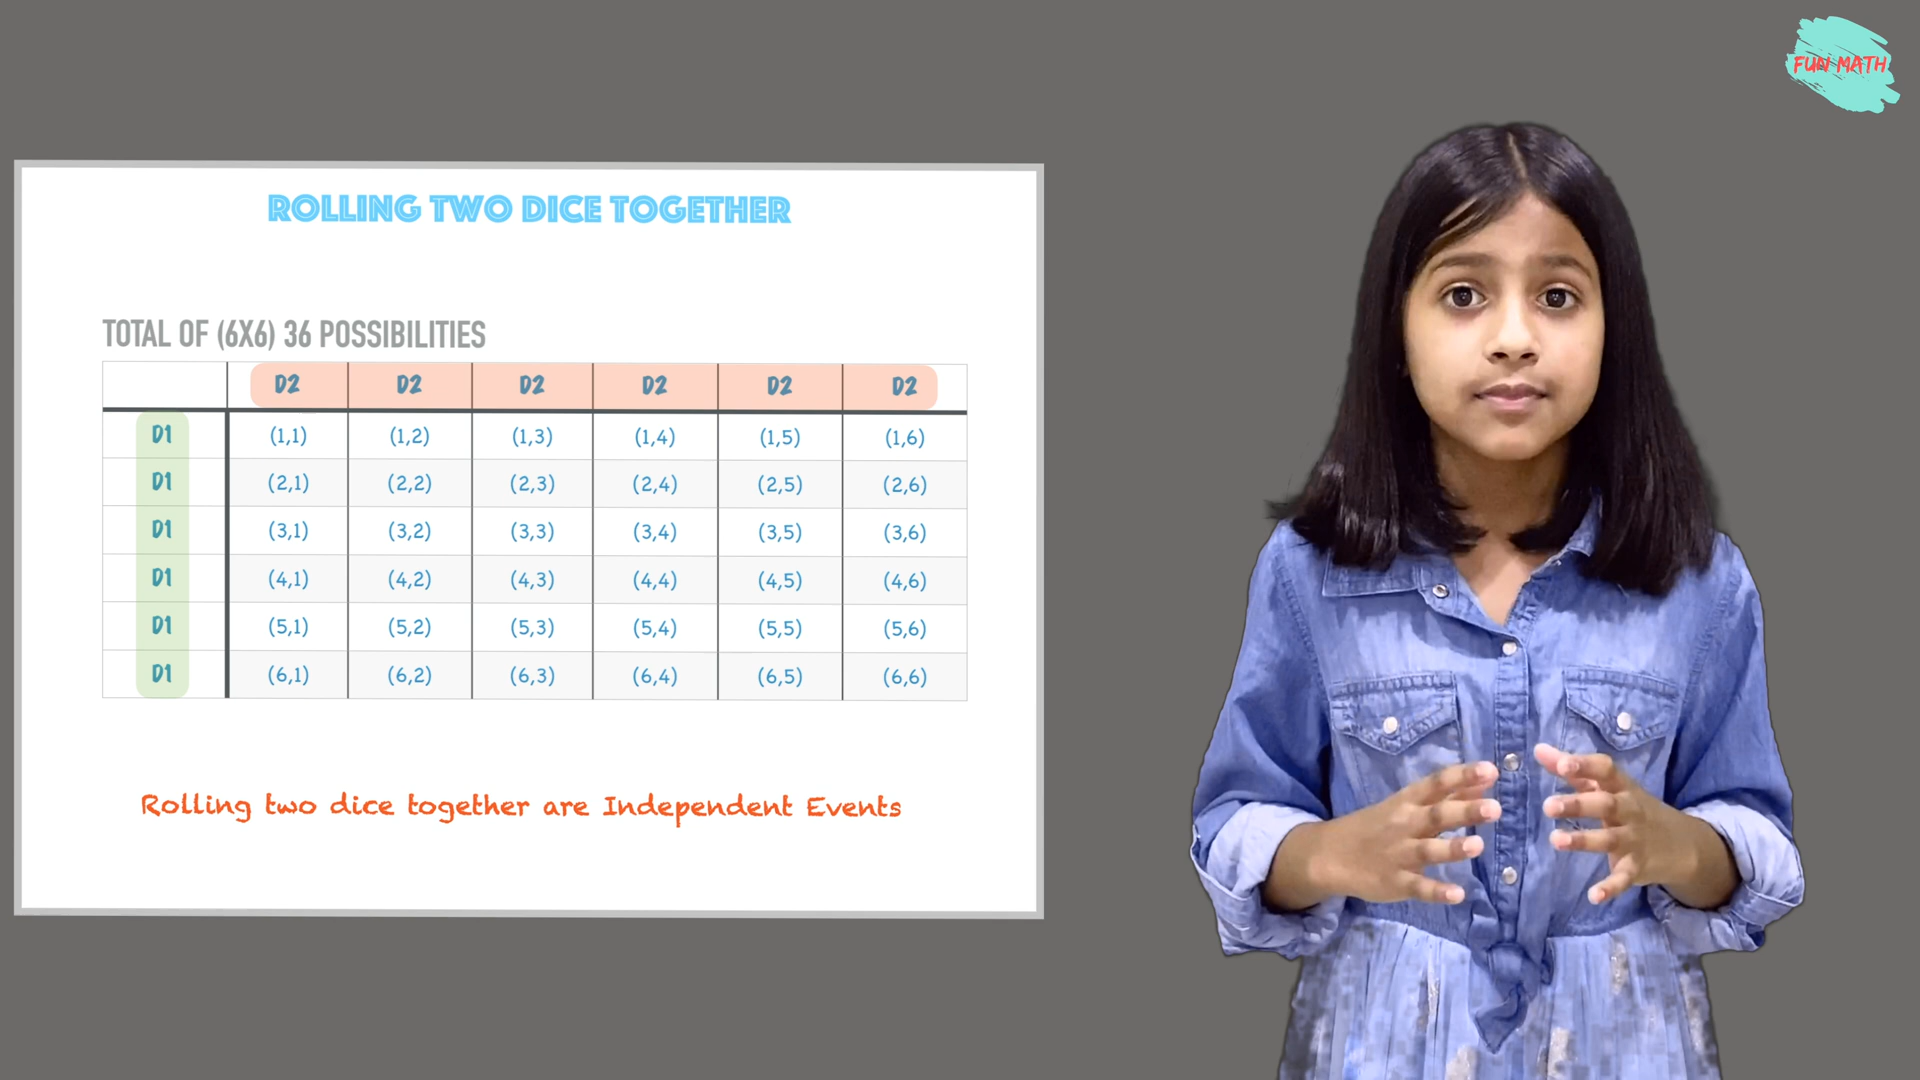 FUN MATH
ROLLING TWO DICE TOGETHER
TOTAL OF (6X6) 36 POSSIBILITIES
D2 D2 D2 D2 D2 D2
D1 (1,1) (1,2) (1,3) (1,4) (1,5) (1,6)
D1 (2,1) (2,2) (2,3) (2,4) (2,5) (2,6)
D1 (3,1) (3,2) (3,3) (3,4) (3,5) (3,6)
D1 (4,1) (4,2) (4,3) (4,4) (4,5) (4,6)
D1 (5,1) (5,2) (5,3) (5,4) (5,5) (5,6)
D1 (6,1) (6,2) (6,3) (6,4) (6,5) (6,6)
Rolling two dice together are Independent Events